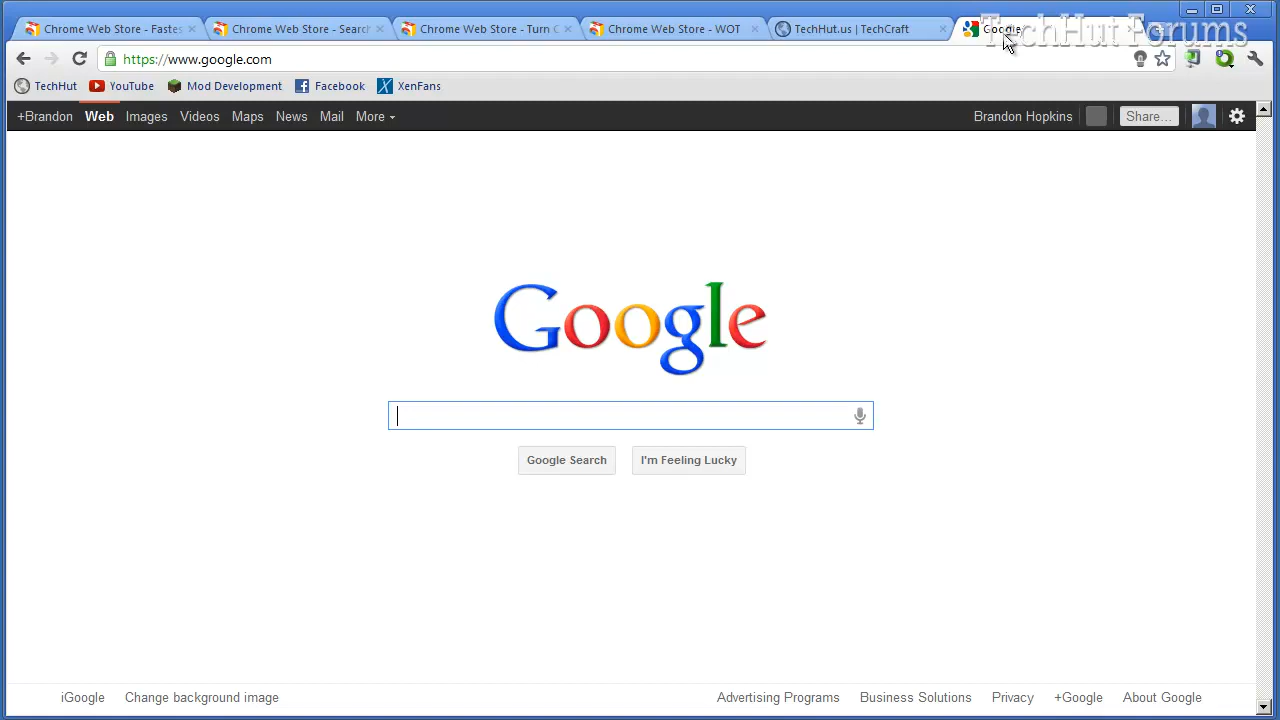 Chrome Web Store - Fastes
Chrome Web Store - Search
Chrome Web Store - Turn O
Chrome Web Store - WOT
TechHut.us | TechCraft
Google
TechHut Forums
https://www.google.com
TechHut
YouTube
Mod Development
Facebook
XenFans
+Brandon
Web
Images
Videos
Maps
News
Mail
More
Brandon Hopkins
Share...
Google
Google Search
I'm Feeling Lucky
iGoogle
Change background image
Advertising Programs
Business Solutions
Privacy
+Google
About Google